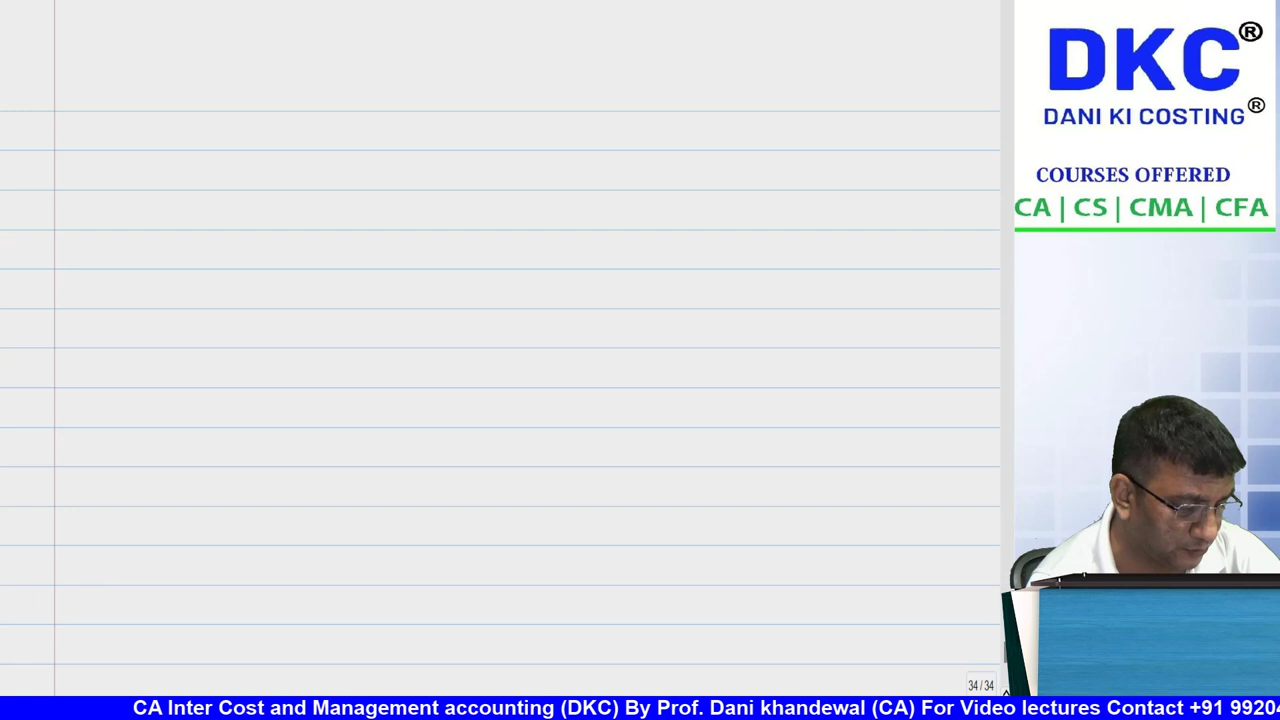 DKC®
DANI KI COSTING®
COURSES OFFERED
CA | CS | CMA | CFA
34 / 34
CA Inter Cost and Management accounting (DKC) By Prof. Dani khandewal (CA) For Video lectures Contact +91 9920